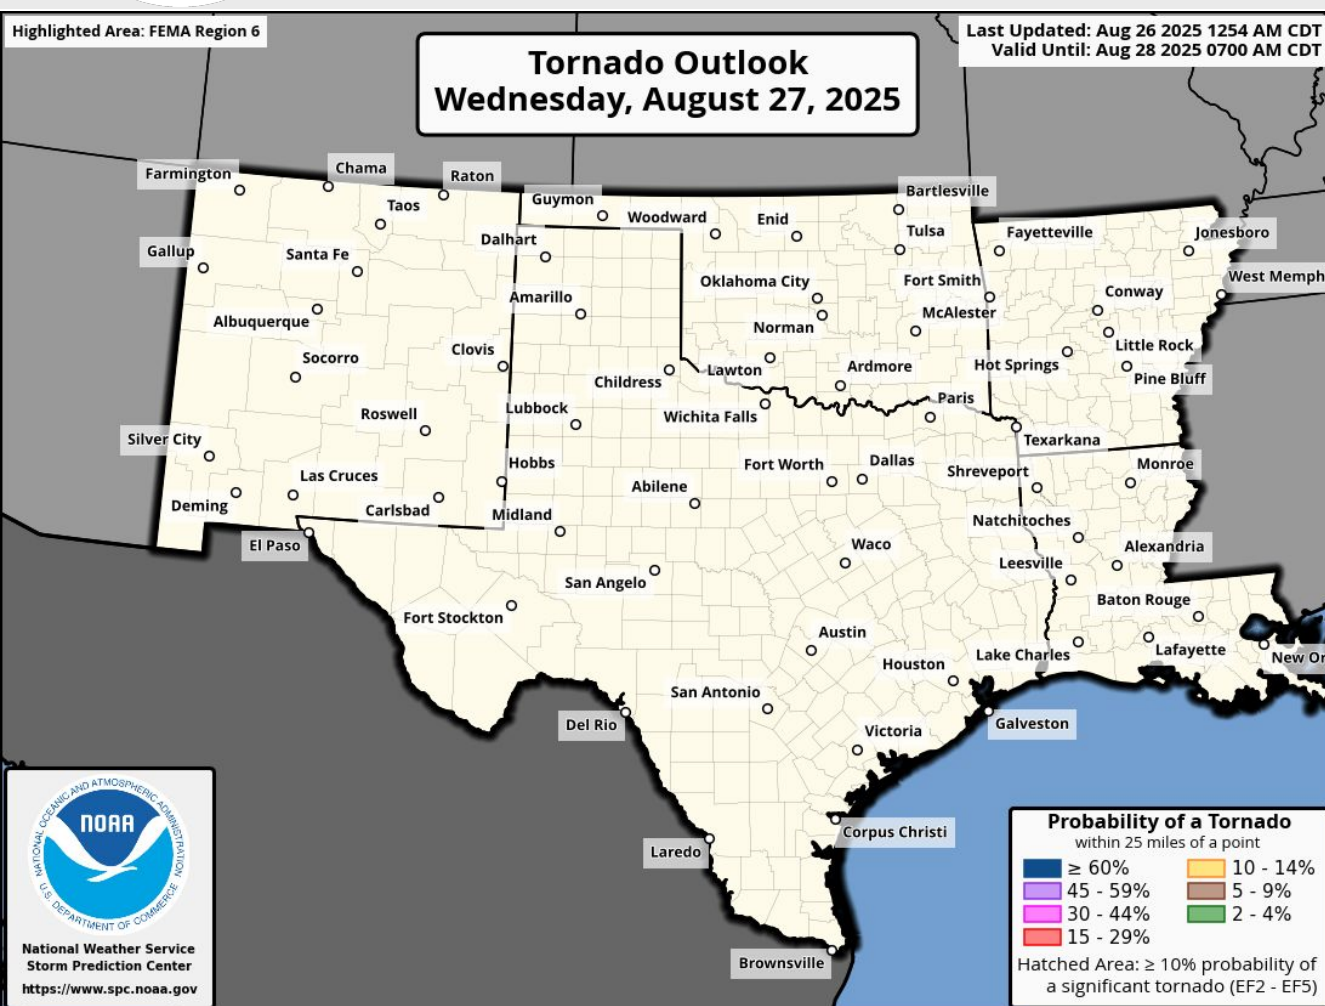 Highlighted Area: FEMA Region 6
Last Updated: Aug 26 2025 1254 AM CDT
Valid Until: Aug 28 2025 0700 AM CDT
Tornado Outlook
Wednesday, August 27, 2025
Farmington
Chama
Raton
Taos
Guymon
Woodward
Enid
Bartlesville
Tulsa
Fayetteville
Jonesboro
Gallup
Santa Fe
Dalhart
Oklahoma City
Fort Smith
West Memph
Amarillo
Conway
Albuquerque
Norman
McAlester
Little Rock
Socorro
Clovis
Childress
Lawton
Ardmore
Hot Springs
Pine Bluff
Roswell
Lubbock
Wichita Falls
Paris
Silver City
Texarkana
Las Cruces
Hobbs
Fort Worth
Dallas
Shreveport
Monroe
Deming
Carlsbad
Abilene
Midland
Natchitoches
El Paso
Waco
Alexandria
San Angelo
Leesville
Fort Stockton
Baton Rouge
Austin
Houston
Lake Charles
Lafayette
New Or
San Antonio
Del Rio
Victoria
Galveston
Laredo
Corpus Christi
Brownsville
NATIONAL OCEANIC AND ATMOSPHERIC ADMINISTRATION
NOAA
U.S. DEPARTMENT OF COMMERCE
National Weather Service
Storm Prediction Center
https://www.spc.noaa.gov
Probability of a Tornado
within 25 miles of a point
≥ 60%
10 - 14%
45 - 59%
5 - 9%
30 - 44%
2 - 4%
15 - 29%
Hatched Area: ≥ 10% probability of
a significant tornado (EF2 - EF5)